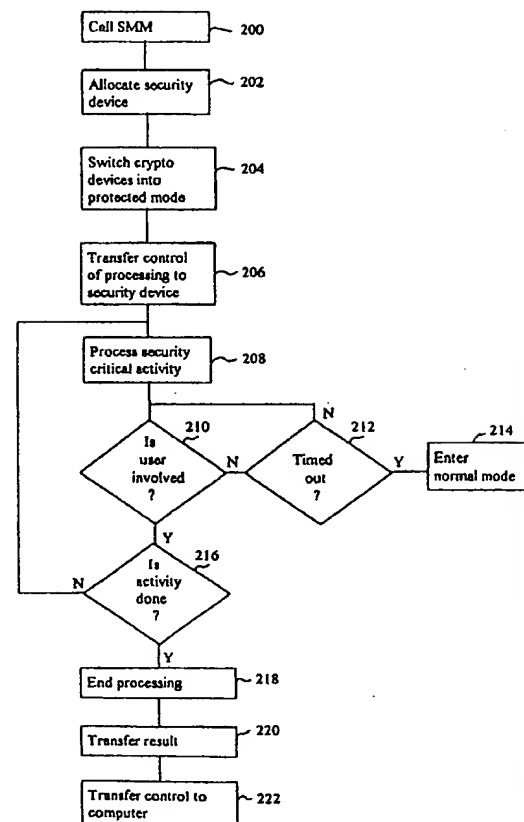 Call SMM
200
Allocate security
device
202
Switch crypto
devices into
protected mode
204
Transfer control
of processing to
security device
206
Process security
critical activity
208
Is
user
involved
?
210
N
Y
Timed
out
?
212
N
Y
214
Enter
normal mode
Is
activity
done
?
216
N
Y
End processing
218
Transfer result
220
Transfer control to
computer
222